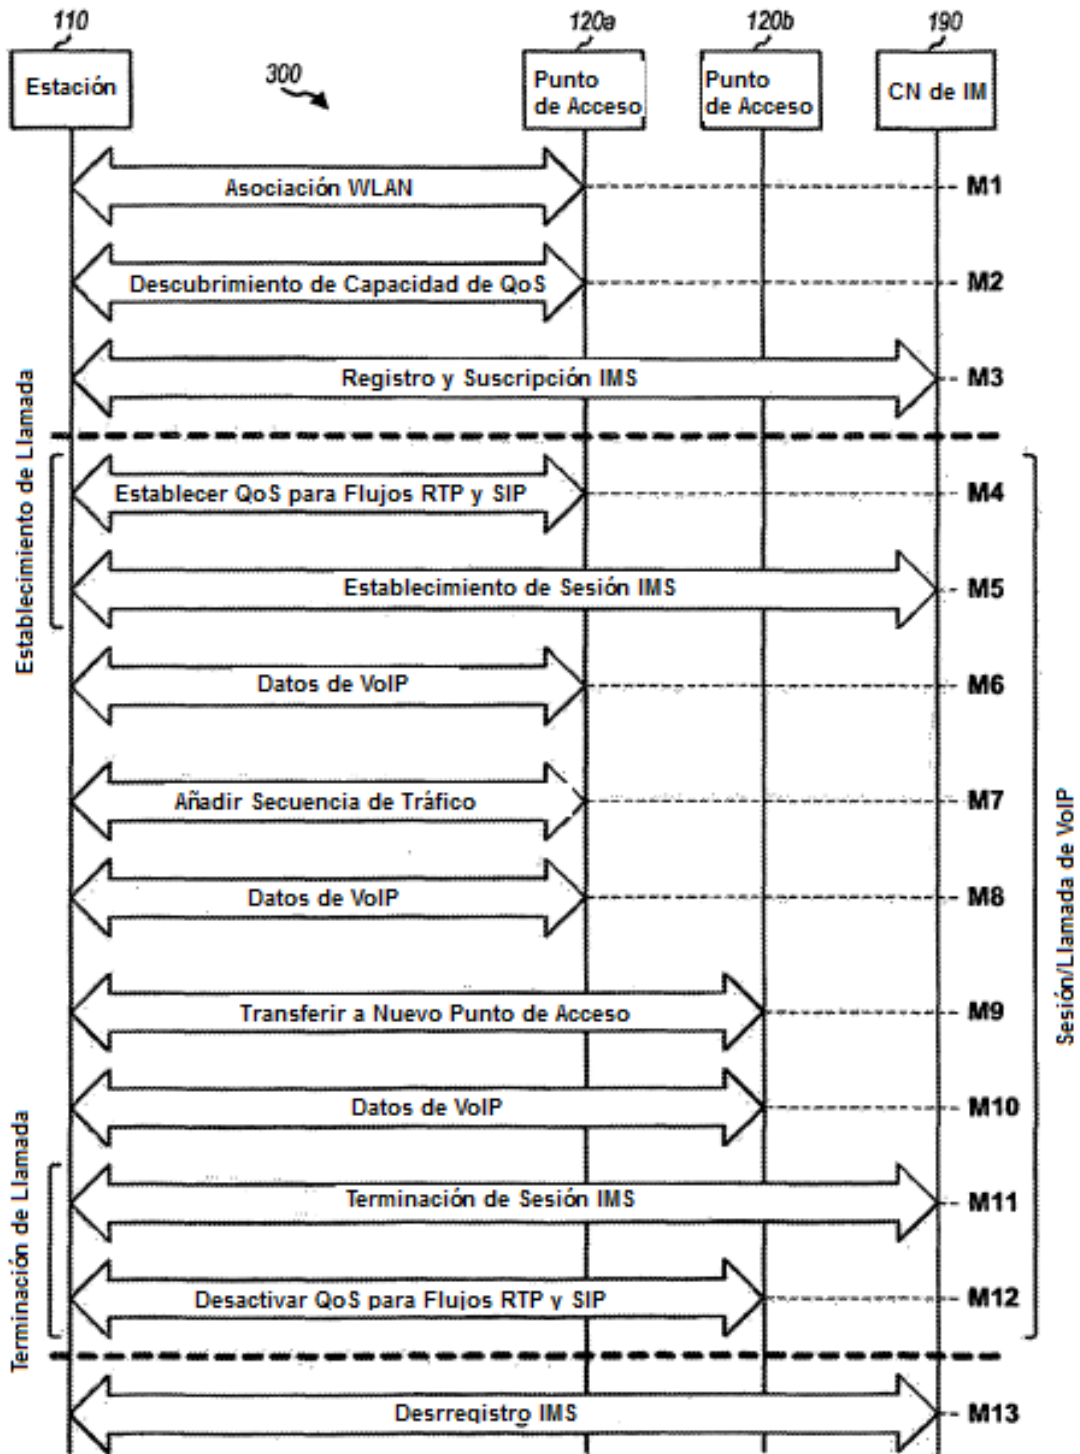 110
120a
120b
190
Estación
300
Punto
de Acceso
Punto
de Acceso
CN de IM
Asociación WLAN
M1
Descubrimiento de Capacidad de QoS
M2
Registro y Suscripción IMS
M3
Establecimiento de Llamada
Establecer QoS para Flujos RTP y SIP
M4
Establecimiento de Sesión IMS
M5
Datos de VoIP
M6
Añadir Secuencia de Tráfico
M7
Datos de VoIP
M8
Sesión/Llamada de VoIP
Transferir a Nuevo Punto de Acceso
M9
Datos de VoIP
M10
Terminación de Llamada
Terminación de Sesión IMS
M11
Desactivar QoS para Flujos RTP y SIP
M12
Desrregistro IMS
M13